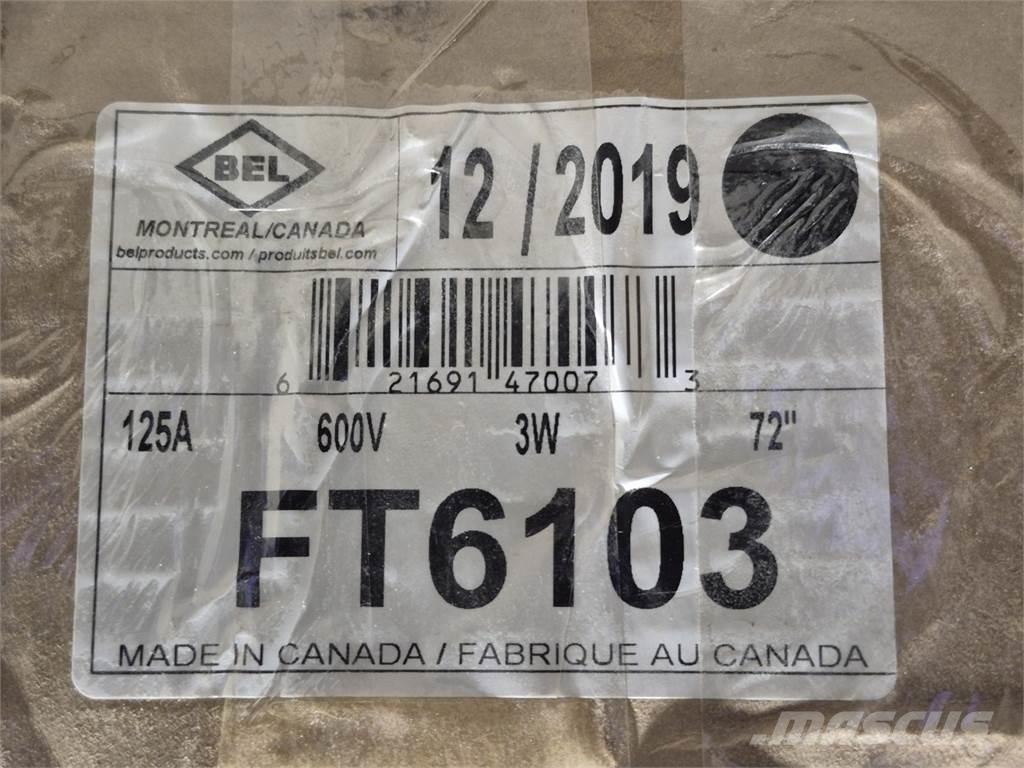 BEL
MONTREAL/CANADA
belproducts.com / produitsbel.com
12 / 2019
6 21691 47007 3
125A 600V 3W 72"
FT6103
MADE IN CANADA / FABRIQUE AU CANADA
mascus